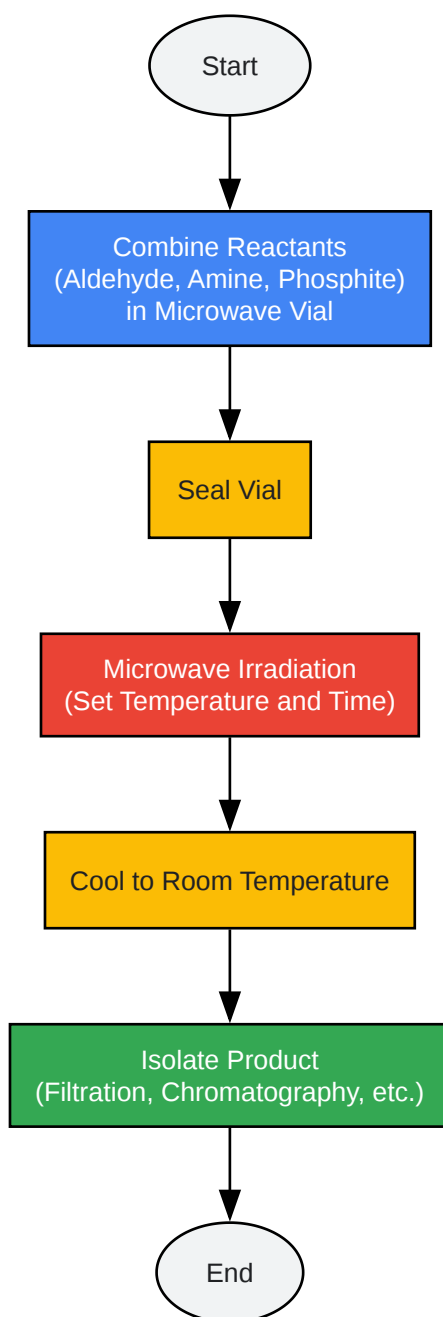 Start
Combine Reactants
(Aldehyde, Amine, Phosphite)
in Microwave Vial
Seal Vial
Microwave Irradiation
(Set Temperature and Time)
Cool to Room Temperature
Isolate Product
(Filtration, Chromatography, etc.)
End